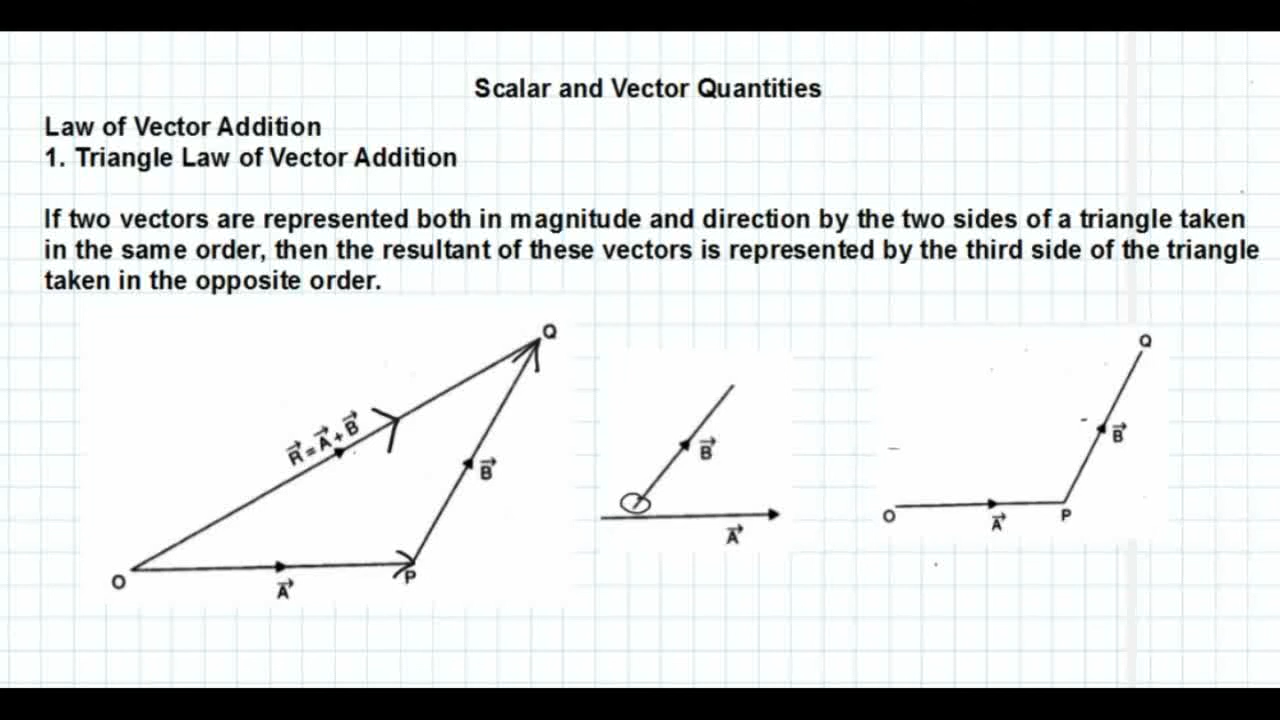 Scalar and Vector Quantities
Law of Vector Addition
1. Triangle Law of Vector Addition
If two vectors are represented both in magnitude and direction by the two sides of a triangle taken
in the same order, then the resultant of these vectors is represented by the third side of the triangle
taken in the opposite order.
Q
R⃗ = A⃗ + B⃗
B⃗
O
A⃗
P
B⃗
A⃗
Q
B⃗
O
A⃗
P